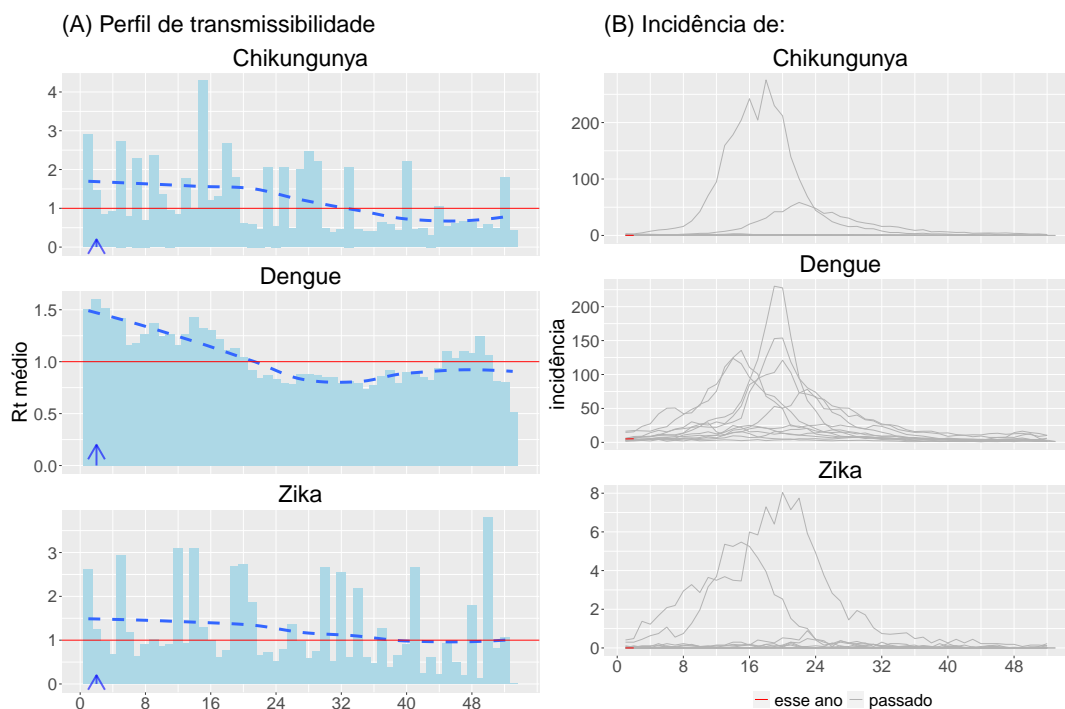 (A) Perfil de transmissibilidade
Chikungunya
4
3
2
1
0
Dengue
1.5
1.0
0.5
0.0
Rt médio
Zika
3
2
1
0
0 8 16 24 32 40 48
(B) Incidência de:
Chikungunya
200
100
0
Dengue
200
150
100
50
0
incidência
Zika
8
6
4
2
0
0 8 16 24 32 40 48
esse ano passado